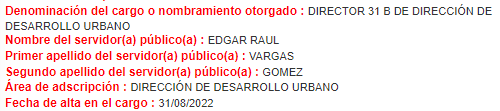 Denominación del cargo o nombramiento otorgado : DIRECTOR 31 B DE DIRECCIÓN DE
DESARROLLO URBANO
Nombre del servidor(a) público(a) : EDGAR RAUL
Primer apellido del servidor(a) público(a) : VARGAS
Segundo apellido del servidor(a) público(a) : GOMEZ
Área de adscripción : DIRECCIÓN DE DESARROLLO URBANO
Fecha de alta en el cargo : 31/08/2022